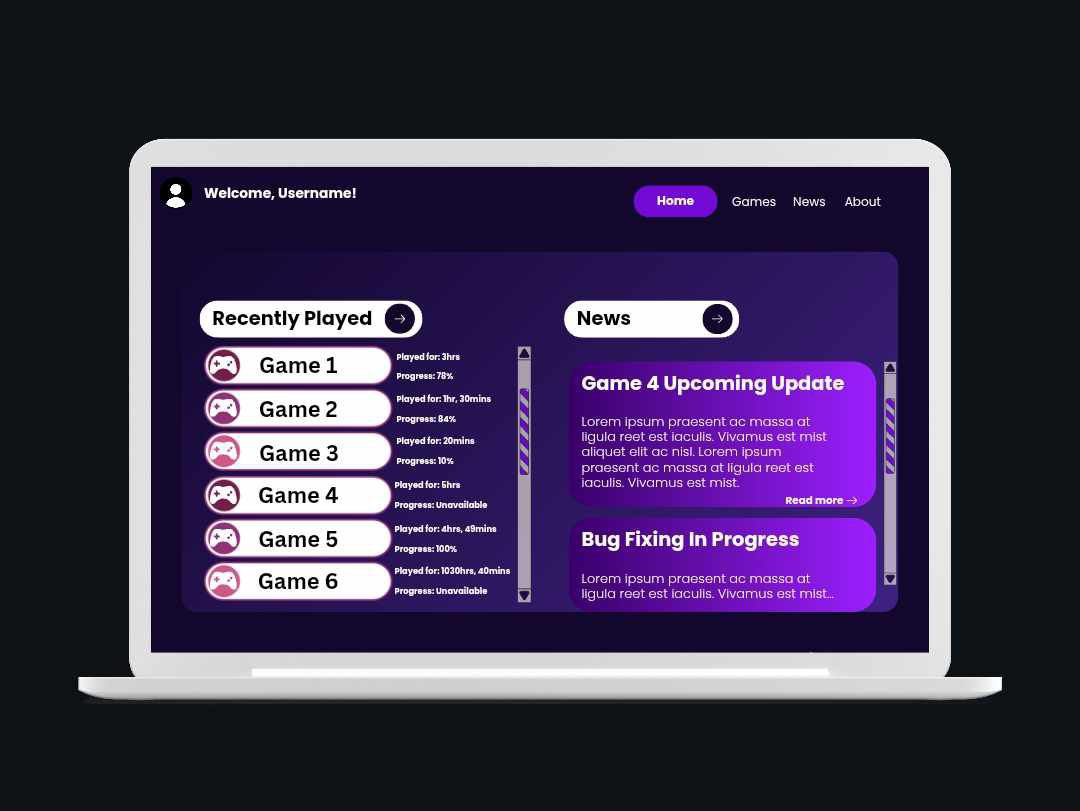 Welcome, Username!
Home
Games
News
About
Recently Played
Game 1
Played for: 3hrs
Progress: 78%
Game 2
Played for: 1hr, 30mins
Progress: 84%
Game 3
Played for: 20mins
Progress: 10%
Game 4
Played for: 5hrs
Progress: Unavailable
Game 5
Played for: 4hrs, 49mins
Progress: 100%
Game 6
Played for: 1030hrs, 40mins
Progress: Unavailable
News
Game 4 Upcoming Update
Lorem ipsum praesent ac massa at
ligula reet est iaculis. Vivamus est mist
aliquet elit ac nisl. Lorem ipsum
praesent ac massa at ligula reet est
iaculis. Vivamus est mist.
Read more →
Bug Fixing In Progress
Lorem ipsum praesent ac massa at
ligula reet est iaculis. Vivamus est mist...